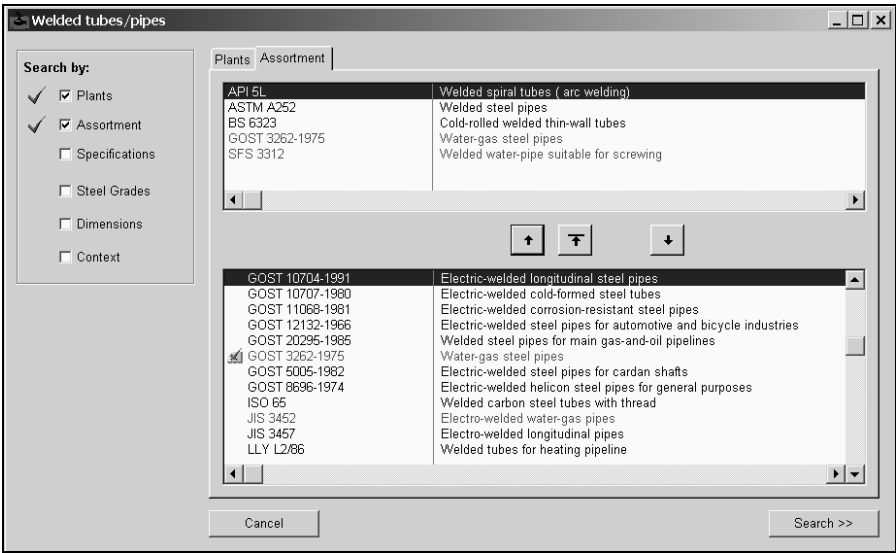 Welded tubes/pipes
Search by:
Plants
Assortment
Specifications
Steel Grades
Dimensions
Context
Plants Assortment
API 5L Welded spiral tubes ( arc welding)
ASTM A252 Welded steel pipes
BS 6323 Cold-rolled welded thin-wall tubes
GOST 3262-1975 Water-gas steel pipes
SFS 3312 Welded water-pipe suitable for screwing
GOST 10704-1991 Electric-welded longitudinal steel pipes
GOST 10707-1980 Electric-welded cold-formed steel tubes
GOST 11068-1981 Electric-welded corrosion-resistant steel pipes
GOST 12132-1966 Electric-welded steel pipes for automotive and bicycle industries
GOST 20295-1985 Welded steel pipes for main gas-and-oil pipelines
GOST 3262-1975 Water-gas steel pipes
GOST 5005-1982 Electric-welded steel pipes for cardan shafts
GOST 8696-1974 Electric-welded helicon steel pipes for general purposes
ISO 65 Welded carbon steel tubes with thread
JIS 3452 Electro-welded water-gas pipes
JIS 3457 Electro-welded longitudinal pipes
LLY L2/86 Welded tubes for heating pipeline
Cancel
Search >>